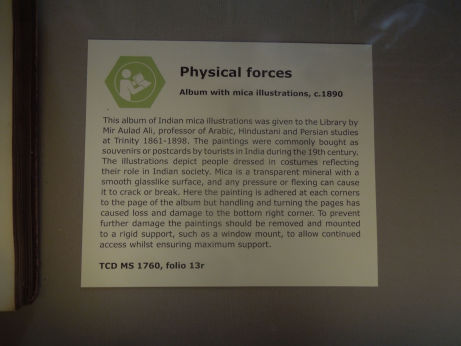 Physical forces
Album with mica illustrations, c.1890
This album of Indian mica illustrations was given to the Library by
Mir Aulad Ali, professor of Arabic, Hindustani and Persian studies
at Trinity 1861-1898. The paintings were commonly bought as
souvenirs or postcards by tourists in India during the 19th century.
The illustrations depict people dressed in costumes reflecting
their role in Indian society. Mica is a transparent mineral with a
smooth glasslike surface, and any pressure or flexing can cause
it to crack or break. Here the painting is adhered at each corners
to the page of the album but handling and turning the pages has
caused loss and damage to the bottom right corner. To prevent
further damage the paintings should be removed and mounted
to a rigid support, such as a window mount, to allow continued
access whilst ensuring maximum support.
TCD MS 1760, folio 13r